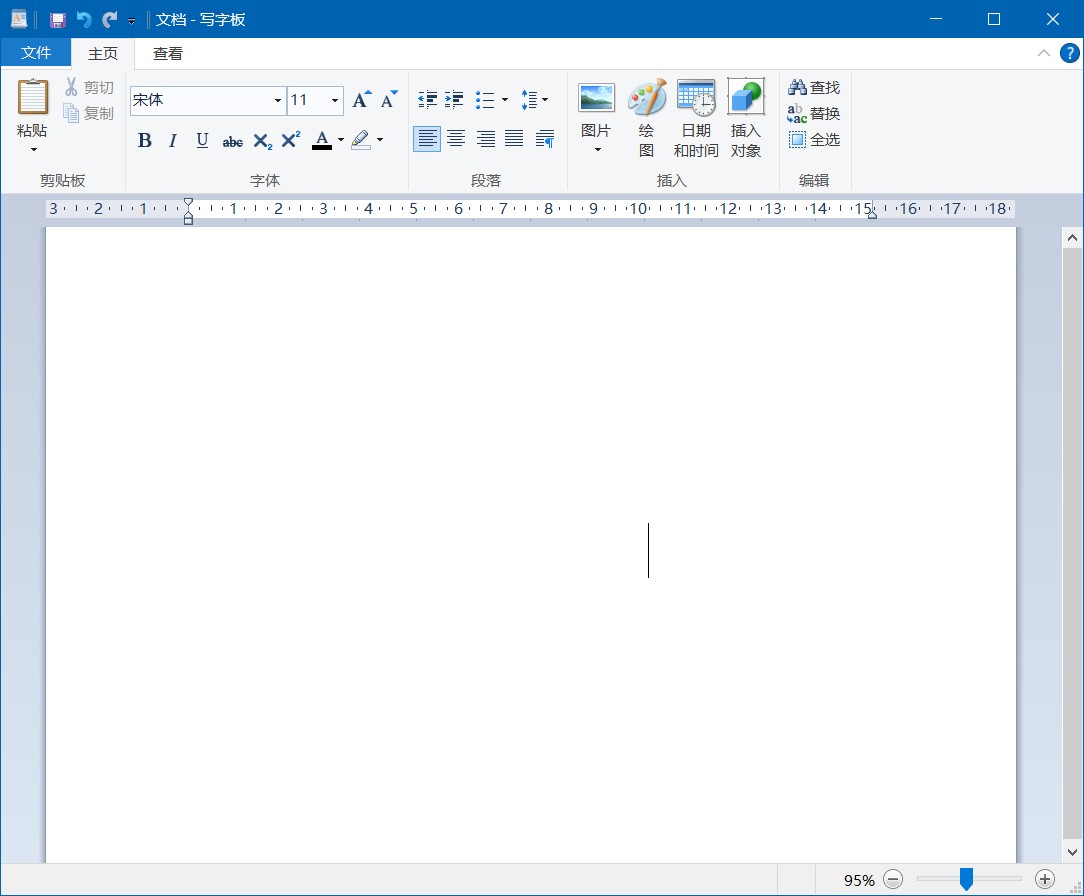 文档 - 写字板
文件 主页 查看
粘贴
剪切
复制
剪贴板
宋体 11
B I U abc X₂ X² A
字体
段落
图片
绘图
日期和时间
插入对象
插入
查找
替换
全选
编辑
3 2 1 1 2 3 4 5 6 7 8 9 10 11 12 13 14 15 16 17 18
95%